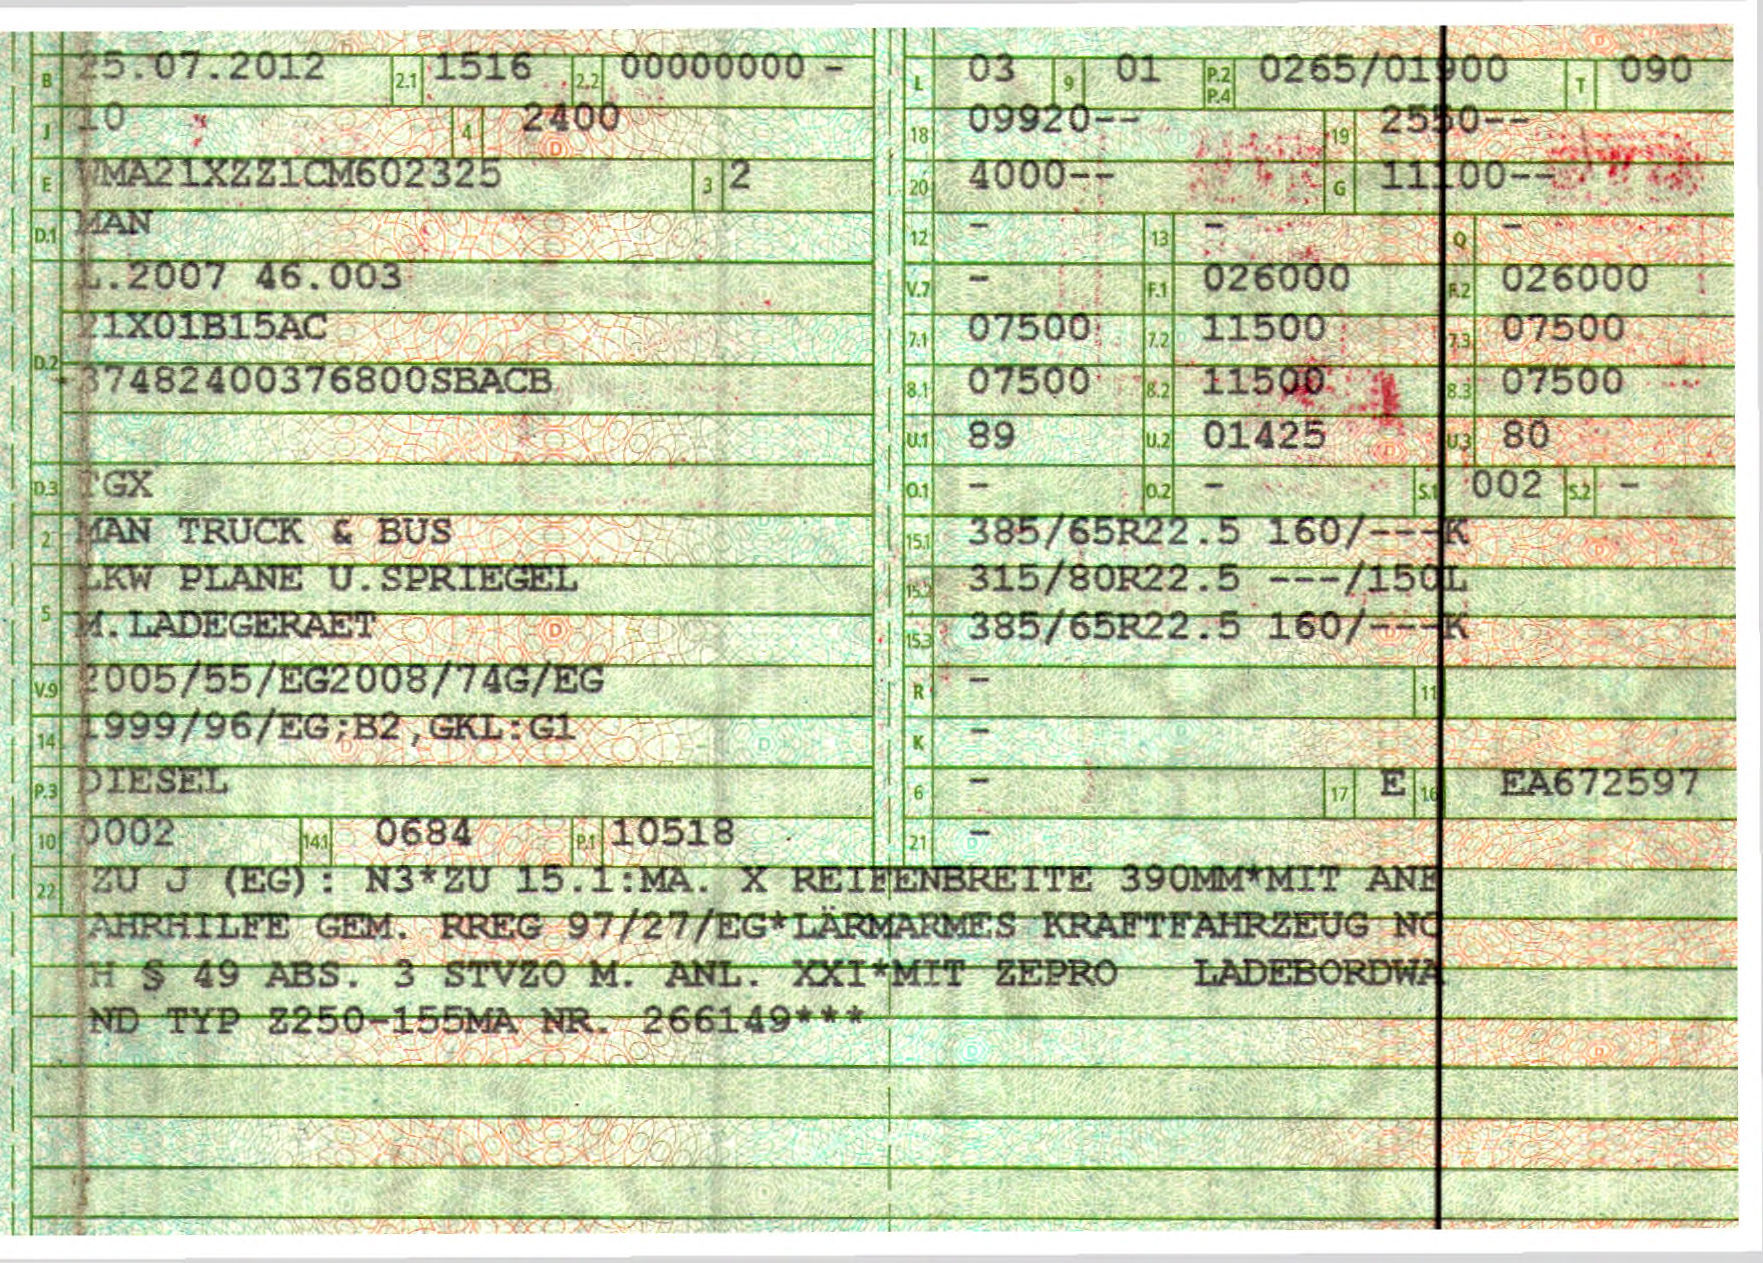 B 25.07.2012 2.1 1516 2.2 00000000 -
J 10 4 2400
E WMA21XZZ1CM602325 3 2
D.1 MAN
L.2007 46.003
D.2 21X01B15AC
37482400376800SBACB
D.3 TGX
2 MAN TRUCK & BUS
LKW PLANE U.SPRIEGEL
5 M.LADEGERAET
V.9 2005/55/EG2008/74G/EG
14 1999/96/EG;B2,GKL:G1
P.3 DIESEL
10 0002 14.1 0684 P.1 10518
L 03 9 01 P.2 P.4 0265/01900 T 090
18 09920-- 19 2550--
20 4000-- G 11100--
12 - 13 - Q -
V.7 - F.1 026000 F.2 026000
7.1 07500 7.2 11500 7.3 07500
8.1 07500 8.2 11500 8.3 07500
U.1 89 U.2 01425 U.3 80
O.1 - O.2 - S.1 002 S.2 -
15.1 385/65R22.5 160/---K
15.2 315/80R22.5 ---/150L
15.3 385/65R22.5 160/---K
R - 11
K -
6 - 17 E 16 EA672597
21 -
22 ZU J (EG): N3*ZU 15.1:MA. X REIFENBREITE 390MM*MIT ANF
AHRHILFE GEM. RREG 97/27/EG*LÄRMARMES KRAFTFAHRZEUG NC
H § 49 ABS. 3 STVZO M. ANL. XXI*MIT ZEPRO LADEBORDWA
ND TYP Z250-155MA NR. 266149***